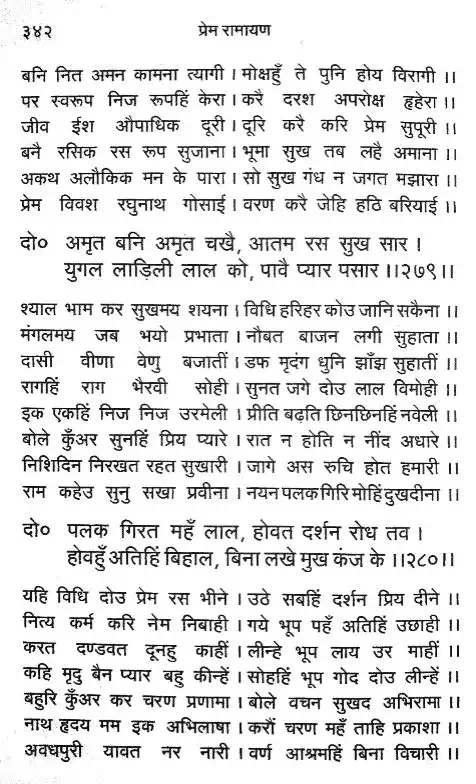 ३४२ प्रेम रामायण
बनि नित अमन कामना त्यागी । मोक्षहुँ ते पुनि होय विरागी ।।
पर स्वरूप निज रूपहिं केरा । करै दरश अपरोक्ष हृहेरा ।
जीव ईश औपाधिक दूरी । दूरि करै करि प्रेम सुपूरी ।।
बनै रसिक रस रूप सुजाना । भूमा सुख तब लहै अमाना ।।
अकथ अलौकिक मन के पारा । सो सुख गंध न जगत मझारा ।।
प्रेम विवश रघुनाथ गोसाई । वरण करै जेहि हठि बरियाई ।।
दो० अमृत बनि अमृत चखै, आतम रस सुख सार ।
युगल लाड़िली लाल को, पावै प्यार पसार ।।२७९।।
श्याल भाम कर सुखमय शयना । विधि हरिहर कोउ जानि सकैना ।।
मंगलमय जब भयो प्रभाता । नौबत बाजन लगी सुहाता ।।
दासी वीणा वेणु बजातीं । डफ मृदंग धुनि झाँझ सुहातीं ।।
रागहिं राग भैरवी सोही । सुनत जगे दोउ लाल विमोही ।।
इक एकहिं निज निज उरमेली । प्रीति बढ़ति छिनछिनहिं नवेली ।।
बोले कुँअर सुनहिं प्रिय प्यारे । रात न होति न नींद अधारे ।।
निशिदिन निरखत रहत सुखारी । जागे अस रुचि होत हमारी ।।
राम कहेउ सुनु सखा प्रवीना । नयन पलक गिरि मोहिं दुखदीना ।।
दो० पलक गिरत महँ लाल, होवत दर्शन रोध तव ।
होवहुँ अतिहिं बिहाल, बिना लखे मुख कंज के ।।२८०।।
यहि विधि दोउ प्रेम रस भीने । उठे सबहिं दर्शन प्रिय दीने ।।
नित्य कर्म करि नेम निबाही । गये भूप पहँ अतिहिं उछाही ।।
करत दण्डवत दूनहु काहीं । लीन्हे भूप लाय उर माहीं ।।
कहि मृदु बैन प्यार बहु कीन्हें । सोहहिं भूप गोद दोउ लीन्हें ।।
बहुरि कुँअर कर चरण प्रणामा । बोले वचन सुखद अभिरामा ।।
नाथ हृदय मम इक अभिलाषा । करौं चरण महँ ताहि प्रकाशा ।।
अवधपुरी यावत नर नारी । वर्ण आश्रमहिं बिना विचारी ।।